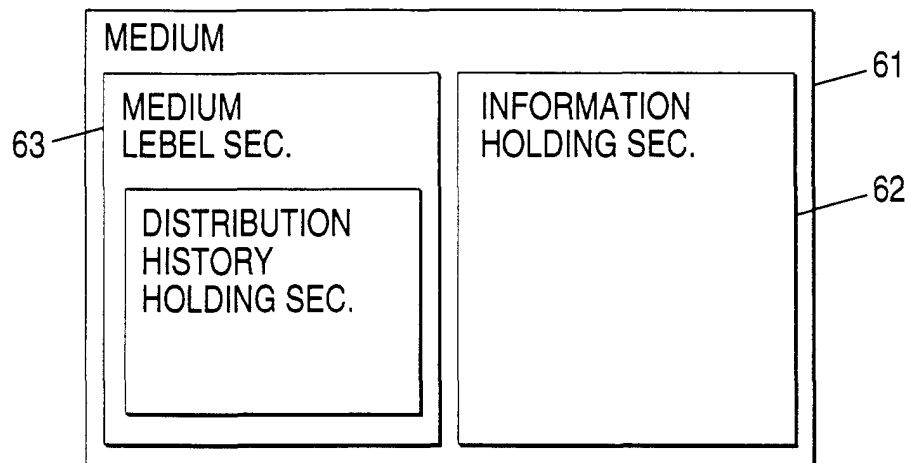 MEDIUM
61
MEDIUM
LEBEL SEC.
63
INFORMATION
HOLDING SEC.
62
DISTRIBUTION
HISTORY
HOLDING SEC.